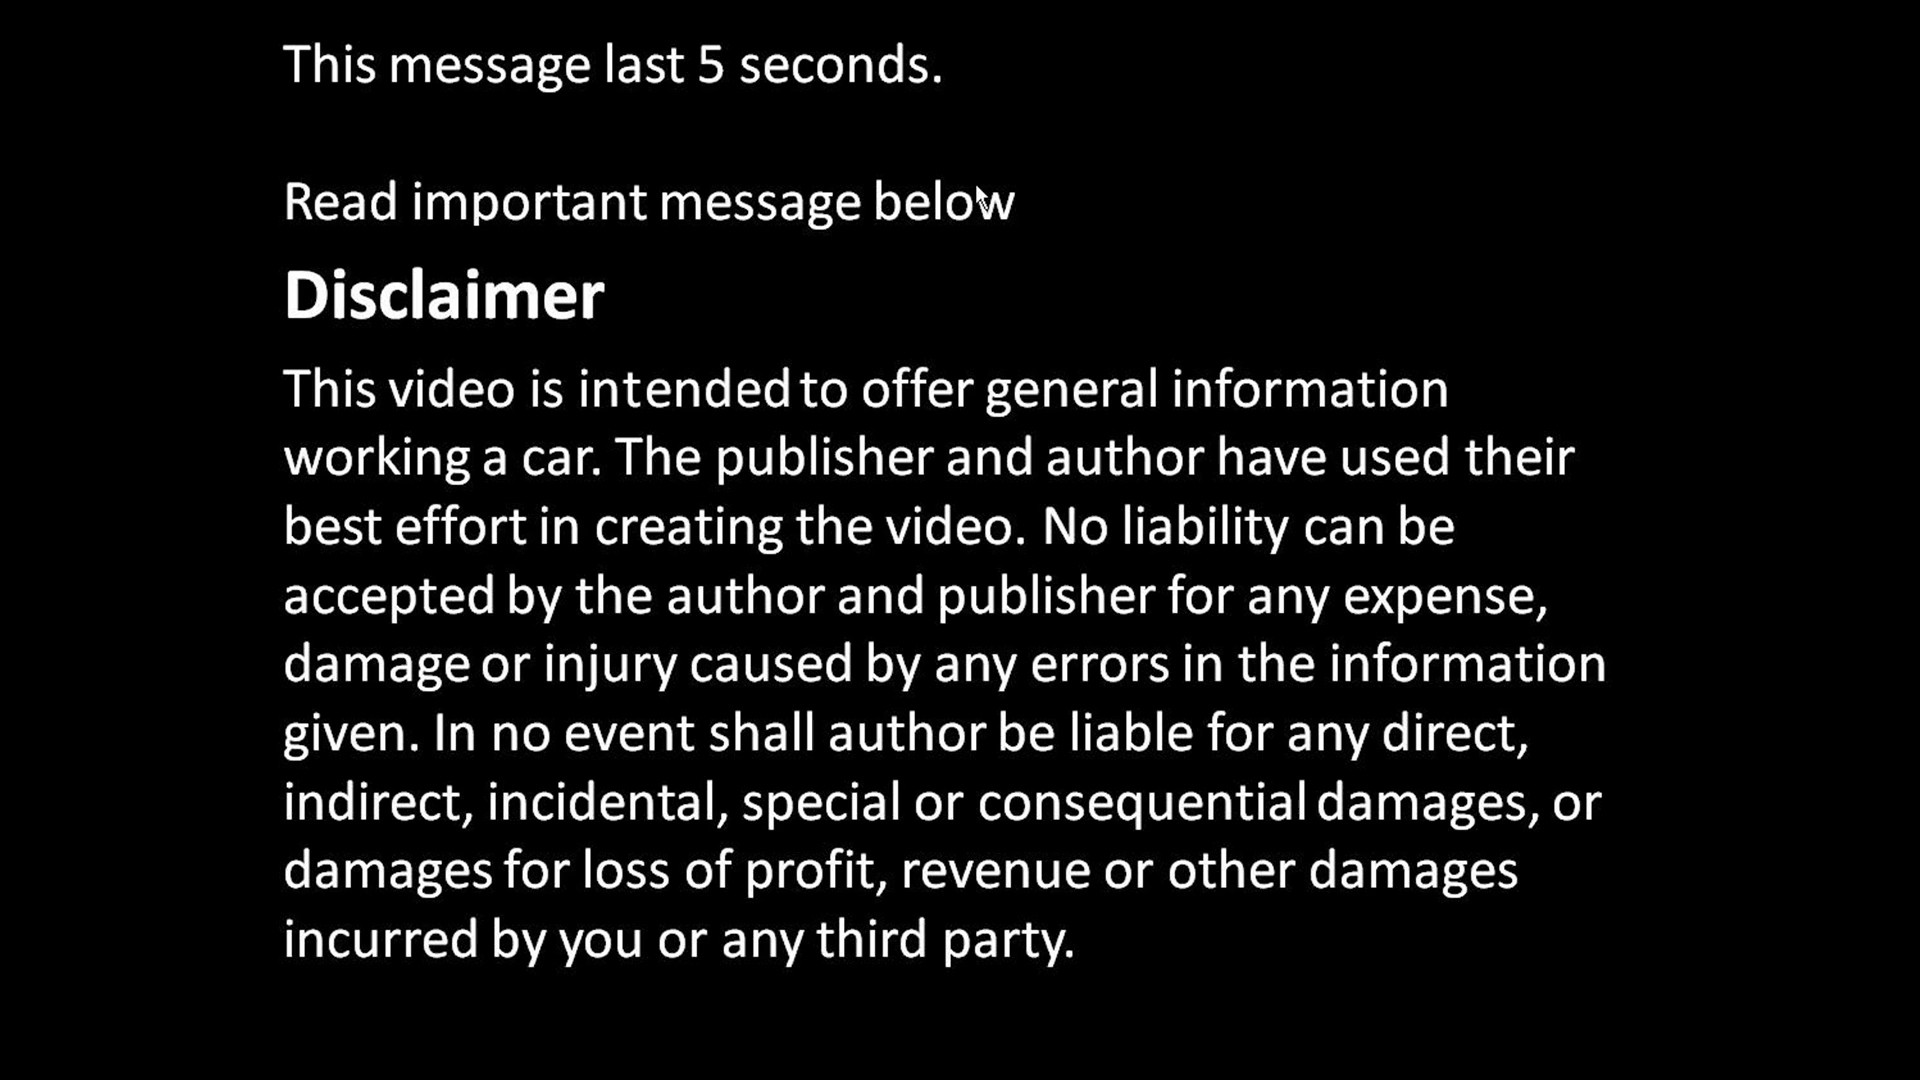 This message last 5 seconds.
Read important message below
Disclaimer
This video is intended to offer general information
working a car. The publisher and author have used their
best effort in creating the video. No liability can be
accepted by the author and publisher for any expense,
damage or injury caused by any errors in the information
given. In no event shall author be liable for any direct,
indirect, incidental, special or consequential damages, or
damages for loss of profit, revenue or other damages
incurred by you or any third party.